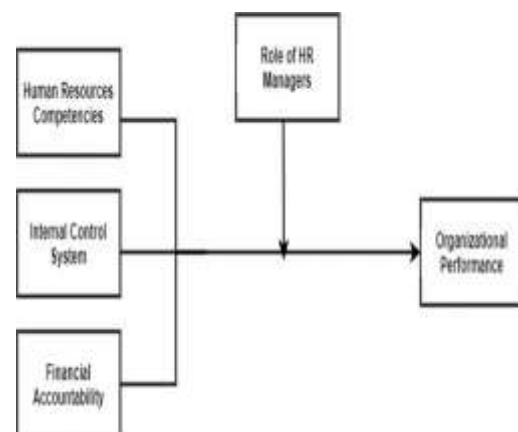 Role of HR
Managers
Human Resources
Competencies
Internal Control
System
Organizational
Performance
Financial
Accountability